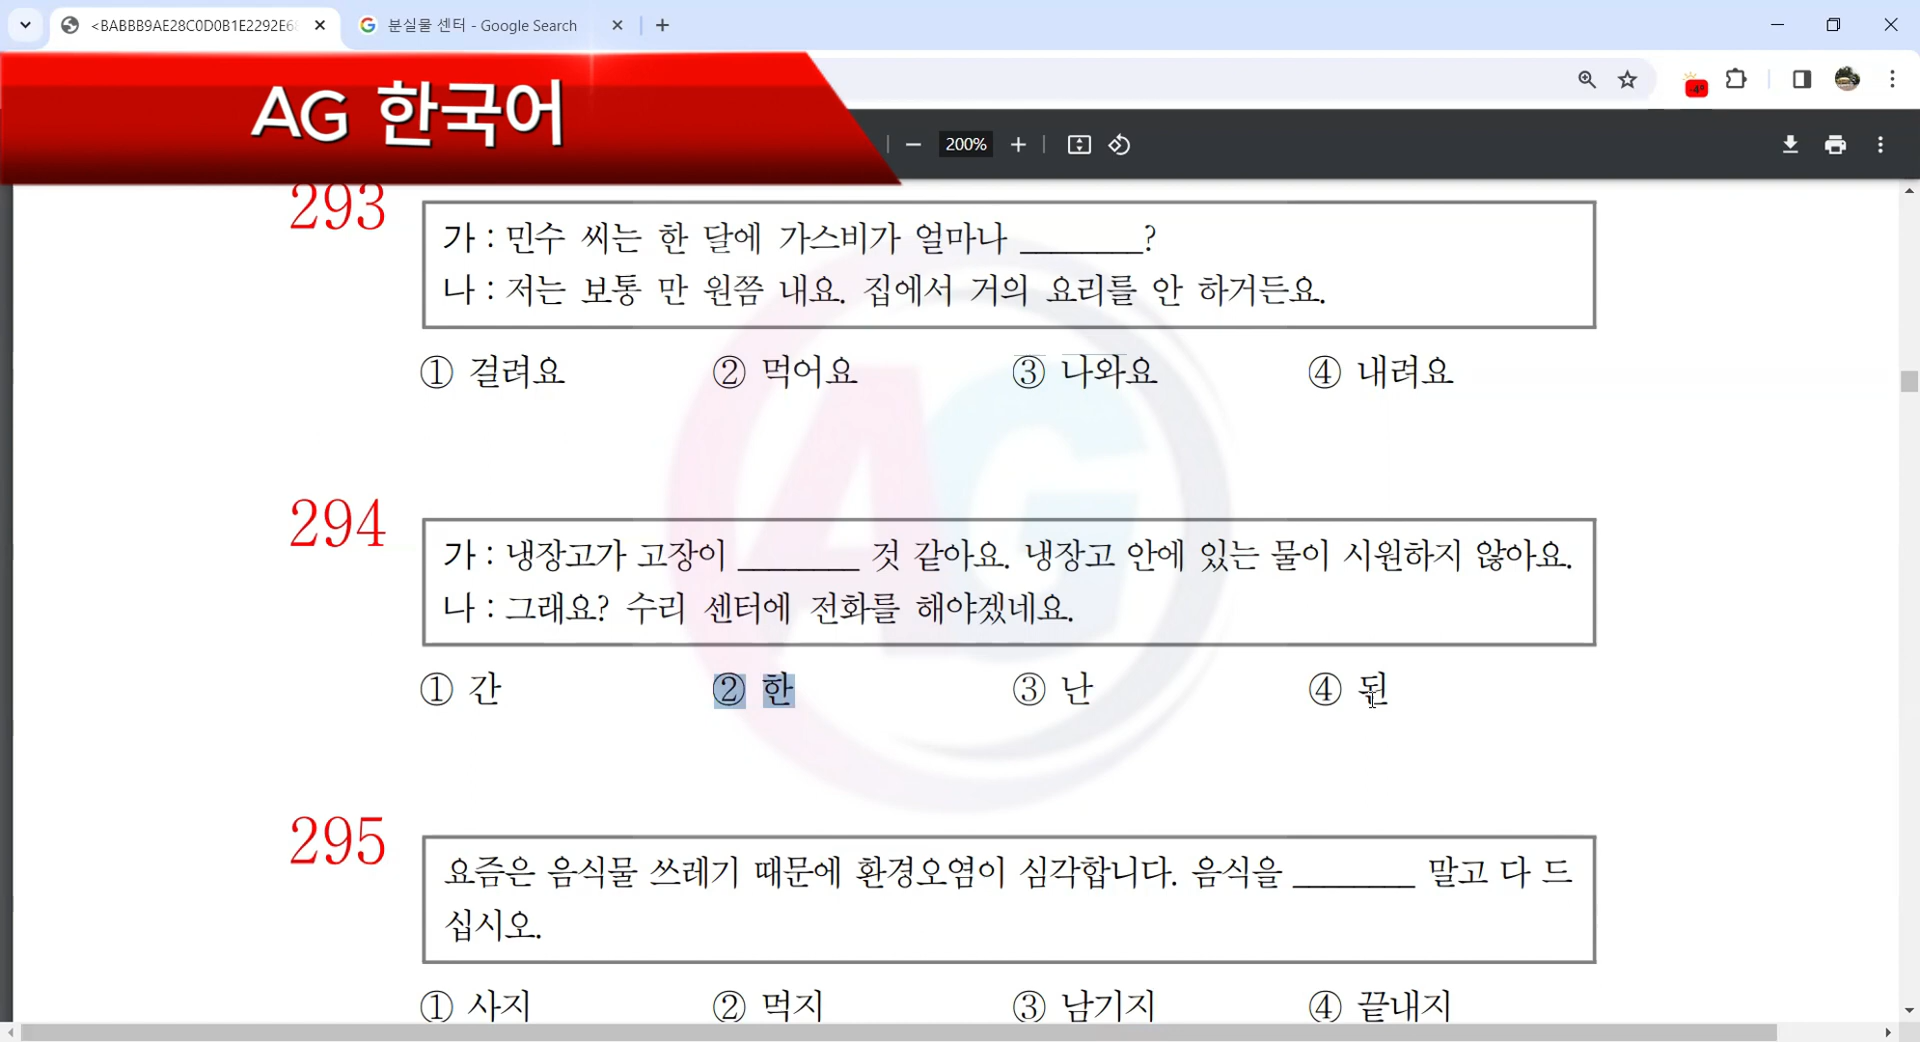 <BABBB9AE28C0D0B1E2292E68
분실물 센터 - Google Search
AG 한국어
-4°
200%
293
가 : 민수 씨는 한 달에 가스비가 얼마나 ________?
나 : 저는 보통 만 원쯤 내요. 집에서 거의 요리를 안 하거든요.
① 걸려요 ② 먹어요 ③ 나와요 ④ 내려요
294
가 : 냉장고가 고장이 ________ 것 같아요. 냉장고 안에 있는 물이 시원하지 않아요.
나 : 그래요? 수리 센터에 전화를 해야겠네요.
① 간 ② 한 ③ 난 ④ 된
295
요즘은 음식물 쓰레기 때문에 환경오염이 심각합니다. 음식을 ________ 말고 다 드
십시오.
① 사지 ② 먹지 ③ 남기지 ④ 끝내지
AG